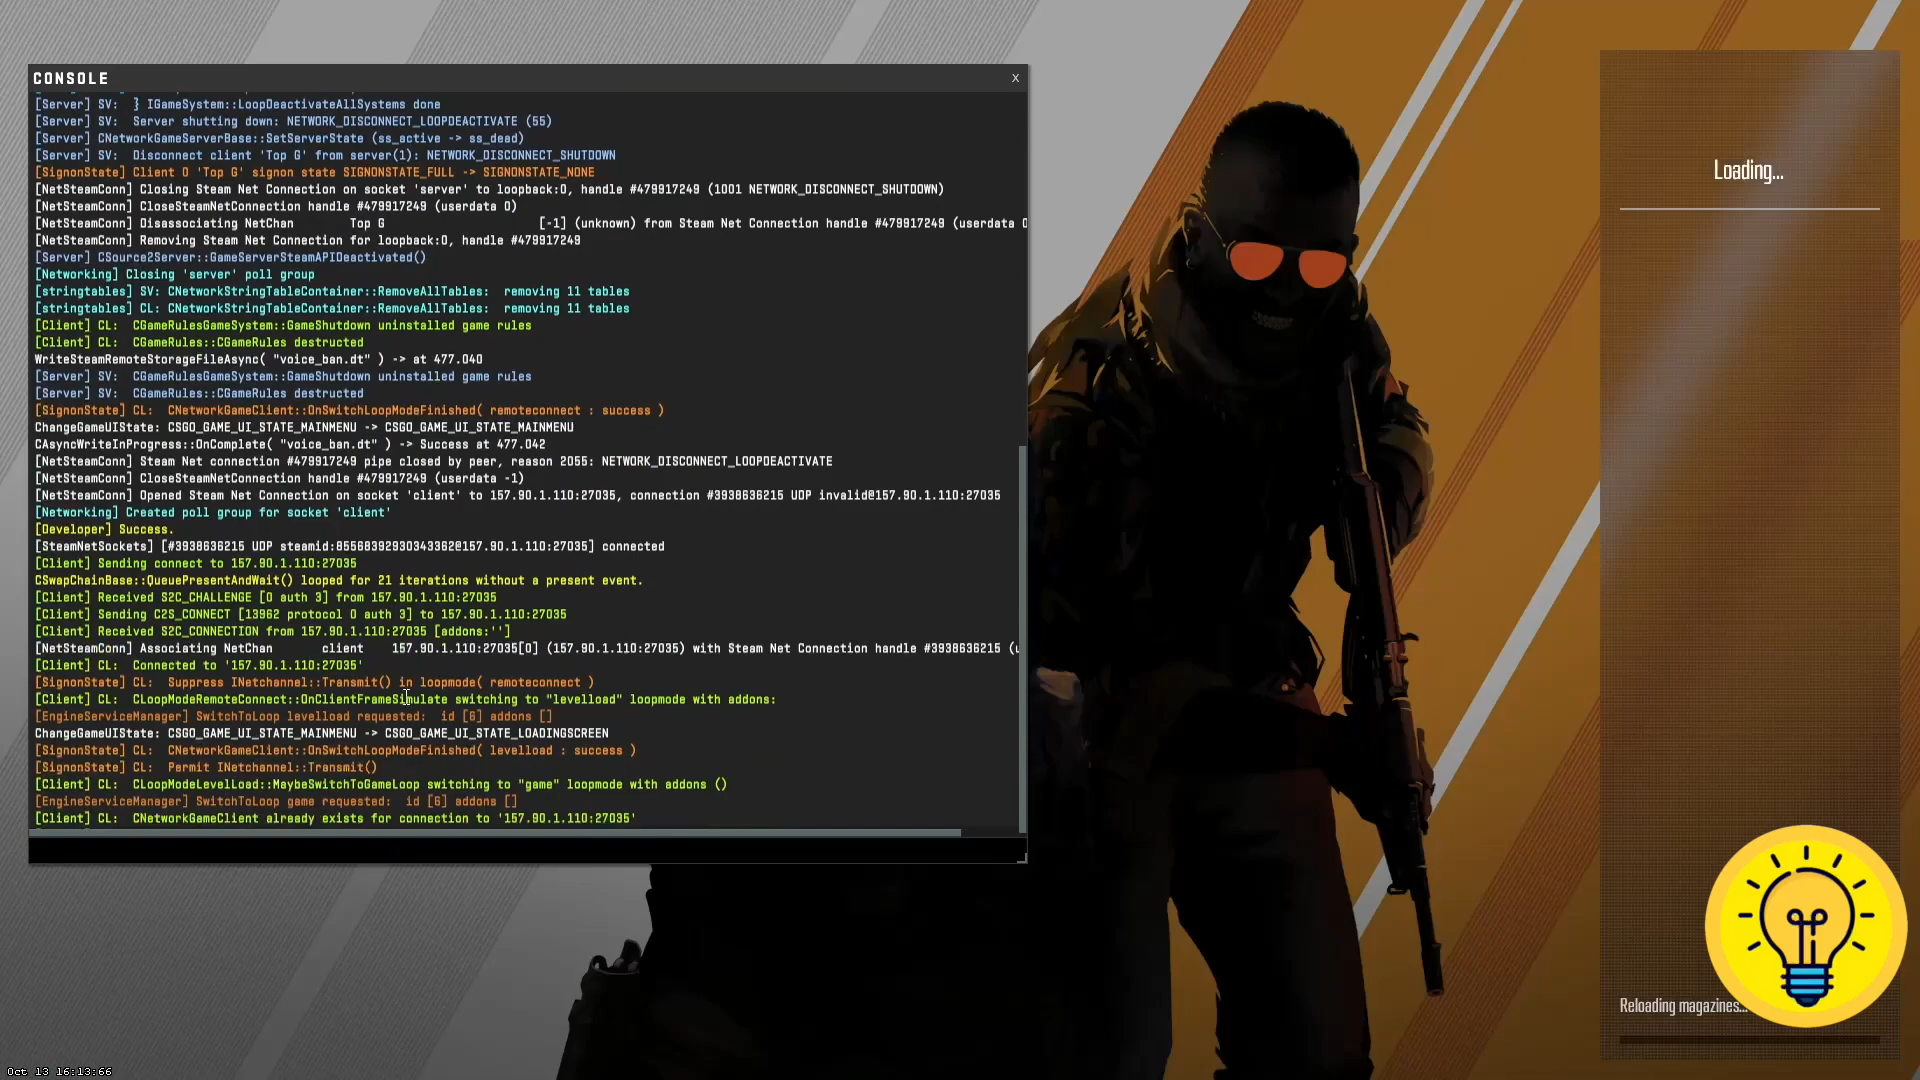 CONSOLE
X
[Server] SV:  } IGameSystem::LoopDeactivateAllSystems done
[Server] SV:  Server shutting down: NETWORK_DISCONNECT_LOOPDEACTIVATE (55)
[Server] CNetworkGameServerBase::SetServerState (ss_active -> ss_dead)
[Server] SV:  Disconnect client 'Top G' from server(1): NETWORK_DISCONNECT_SHUTDOWN
[SignonState] Client 0 'Top G' signon state SIGNONSTATE_FULL -> SIGNONSTATE_NONE
[NetSteamConn] Closing Steam Net Connection on socket 'server' to loopback:0, handle #479917249 (1001 NETWORK_DISCONNECT_SHUTDOWN)
[NetSteamConn] CloseSteamNetConnection handle #479917249 (userdata 0)
[NetSteamConn] Disassociating NetChan       Top G                      [-1] (unknown) from Steam Net Connection handle #479917249 (userdata 0
[NetSteamConn] Removing Steam Net Connection for loopback:0, handle #479917249
[Server] CSource2Server::GameServerSteamAPIDeactivated()
[Networking] Closing 'server' poll group
[stringtables] SV: CNetworkStringTableContainer::RemoveAllTables:  removing 11 tables
[stringtables] CL: CNetworkStringTableContainer::RemoveAllTables:  removing 11 tables
[Client] CL:  CGameRulesGameSystem::GameShutdown uninstalled game rules
[Client] CL:  CGameRules::CGameRules destructed
WriteSteamRemoteStorageFileAsync( "voice_ban.dt" ) -> at 477.040
[Server] SV:  CGameRulesGameSystem::GameShutdown uninstalled game rules
[Server] SV:  CGameRules::CGameRules destructed
[SignonState] CL:  CNetworkGameClient::OnSwitchLoopModeFinished( remoteconnect : success )
ChangeGameUIState: CSGO_GAME_UI_STATE_MAINMENU -> CSGO_GAME_UI_STATE_MAINMENU
CAsyncWriteInProgress::OnComplete( "voice_ban.dt" ) -> Success at 477.042
[NetSteamConn] Steam Net connection #479917249 pipe closed by peer, reason 2055: NETWORK_DISCONNECT_LOOPDEACTIVATE
[NetSteamConn] CloseSteamNetConnection handle #479917249 (userdata -1)
[NetSteamConn] Opened Steam Net Connection on socket 'client' to 157.90.1.110:27035, connection #3938636215 UDP invalid@157.90.1.110:27035
[Networking] Created poll group for socket 'client'
[Developer] Success.
[SteamNetSockets] [#3938636215 UDP steamid:85568392930343362@157.90.1.110:27035] connected
[Client] Sending connect to 157.90.1.110:27035
CSwapChainBase::QueuePresentAndWait() looped for 21 iterations without a present event.
[Client] Received S2C_CHALLENGE [0 auth 3] from 157.90.1.110:27035
[Client] Sending C2S_CONNECT [13962 protocol 0 auth 3] to 157.90.1.110:27035
[Client] Received S2C_CONNECTION from 157.90.1.110:27035 [addons:'']
[NetSteamConn] Associating NetChan       client    157.90.1.110:27035[0] (157.90.1.110:27035) with Steam Net Connection handle #3938636215 (u
[Client] CL:  Connected to '157.90.1.110:27035'
[SignonState] CL:  Suppress INetchannel::Transmit() in loopmode( remoteconnect )
[Client] CL:  CLoopModeRemoteConnect::OnClientFrameSimulate switching to "levelload" loopmode with addons:
[EngineServiceManager] SwitchToLoop levelload requested:  id [6] addons []
ChangeGameUIState: CSGO_GAME_UI_STATE_MAINMENU -> CSGO_GAME_UI_STATE_LOADINGSCREEN
[SignonState] CL:  CNetworkGameClient::OnSwitchLoopModeFinished( levelload : success )
[SignonState] CL:  Permit INetchannel::Transmit()
[Client] CL:  CLoopModeLevelLoad::MaybeSwitchToGameLoop switching to "game" loopmode with addons ()
[EngineServiceManager] SwitchToLoop game requested:  id [6] addons []
[Client] CL:  CNetworkGameClient already exists for connection to '157.90.1.110:27035'
Loading...
Reloading magazines...
Oct 13 16:13:66